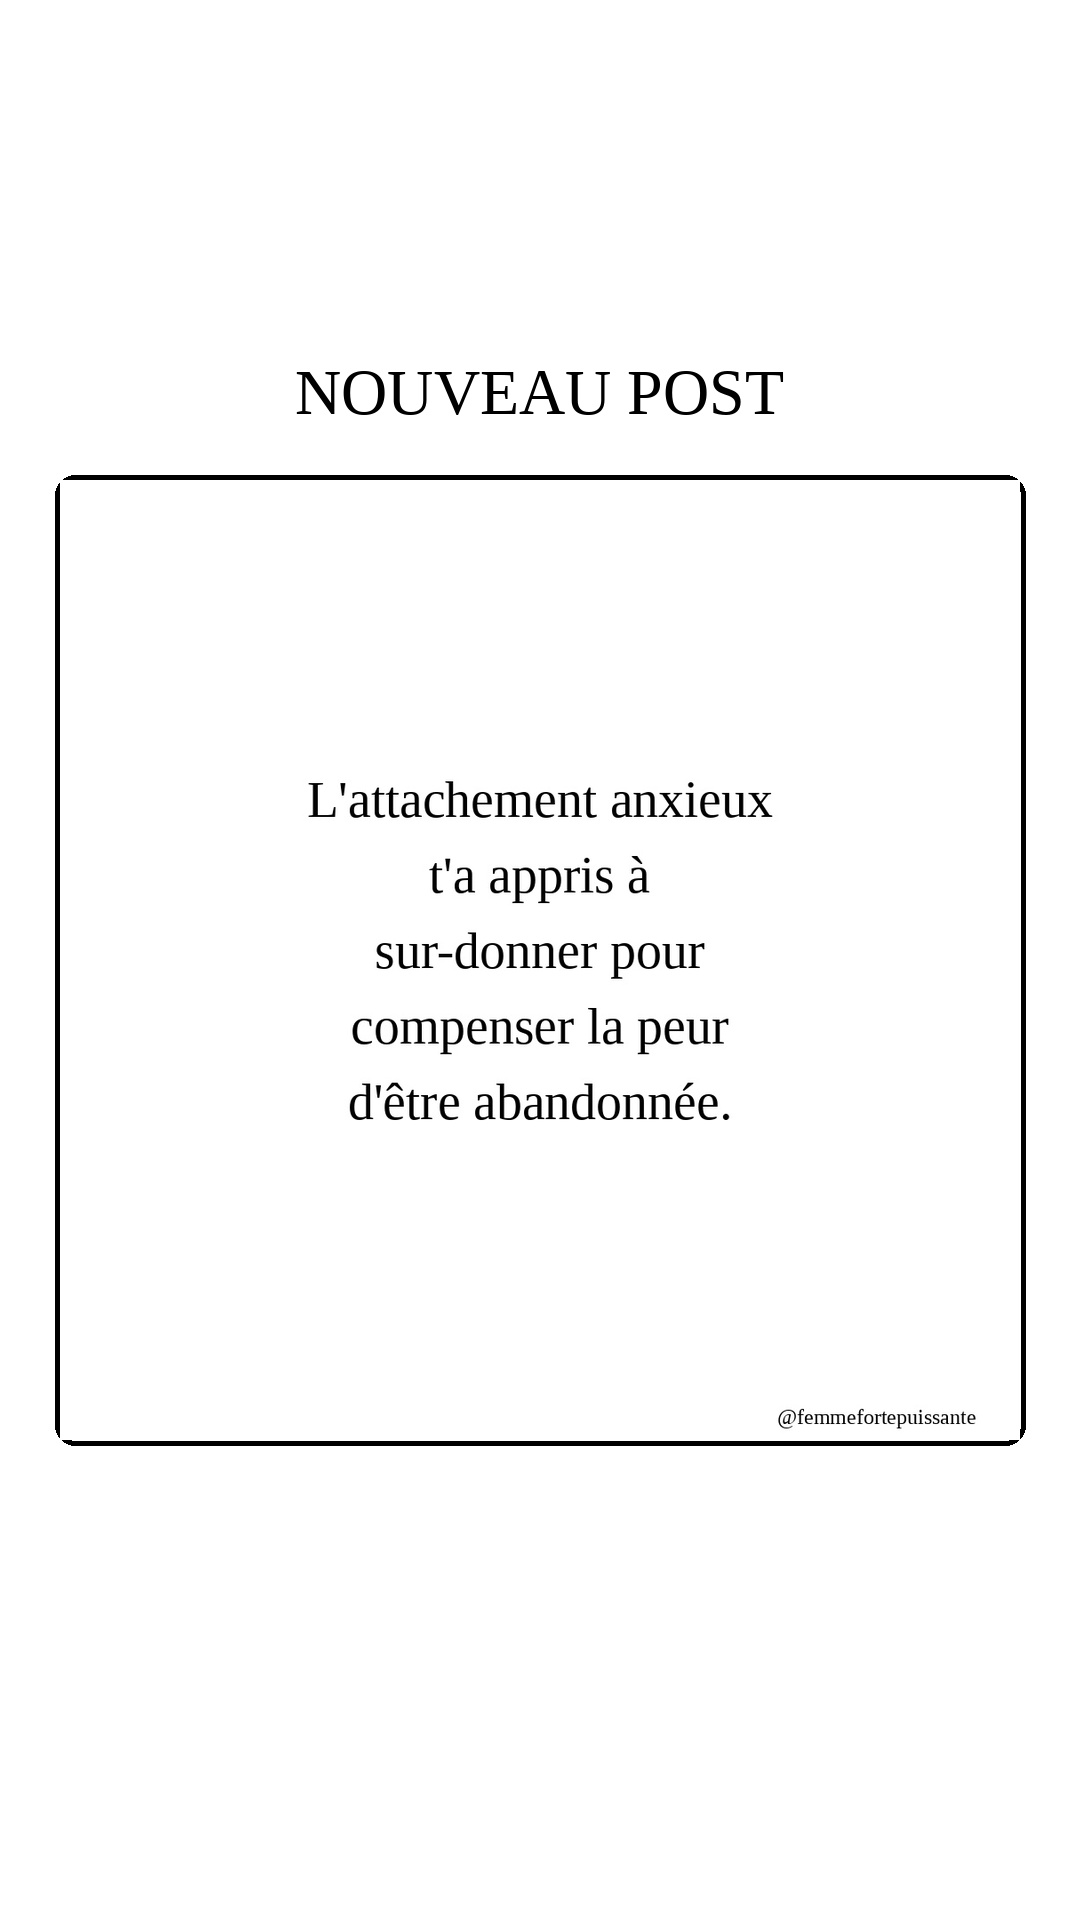 NOUVEAU POST
L'attachement anxieux
t'a appris à
sur-donner pour
compenser la peur
d'être abandonnée.
@femmefortepuissante